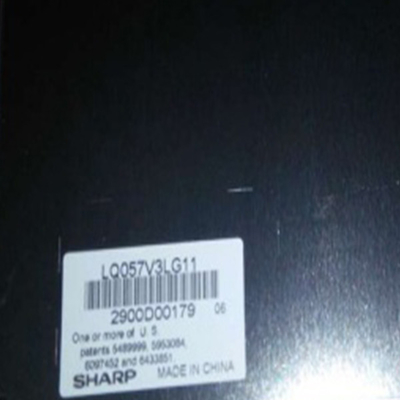 LQ057V3LG11
2900D00179 06
One or more of U. S.
patents 5489999, 5953084,
6097452 and 6433851.
SHARP MADE IN CHINA